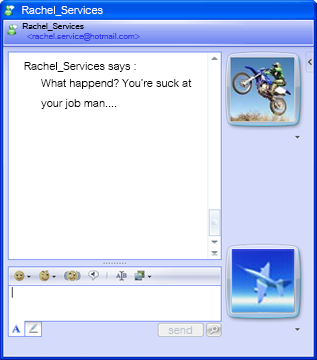 Rachel_Services
Rachel_Services
<rachel.service@hotmail.com>
Rachel_Services says :
What happend? You're suck at
your job man....
A
send